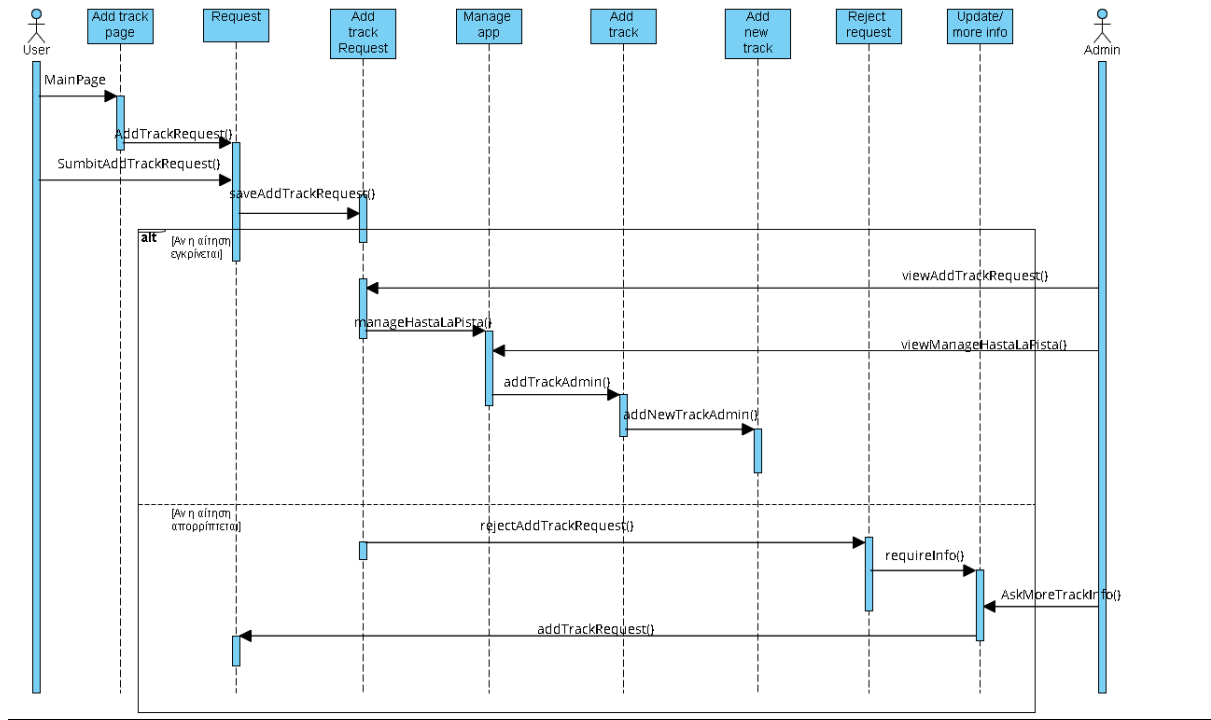 Add track
page
Request
Add
track
Request
Manage
app
Add
track
Add
new
track
Reject
request
Update/
more info
User
Admin
MainPage
AddTrackRequest()
SumbitAddTrackRequest()
saveAddTrackRequest()
alt
[Αν η αίτηση
εγκρίνεται]
viewAddTrackRequest()
manageHastaLaPista()
viewManageHastaLaPista()
addTrackAdmin()
addNewTrackAdmin()
[Αν η αίτηση
απορρίπτεται]
rejectAddTrackRequest()
requireInfo()
AskMoreTrackInfo()
addTrackRequest()